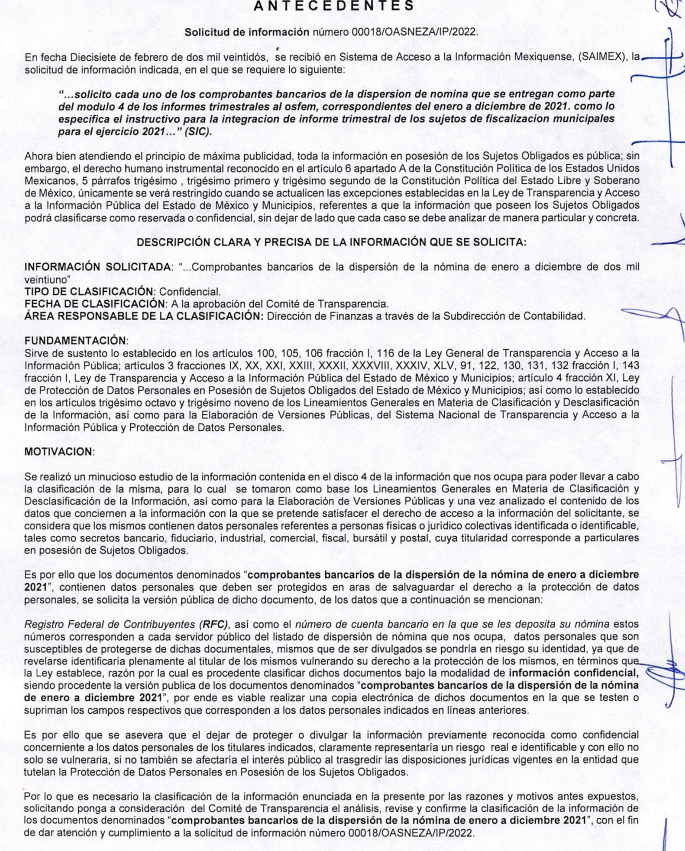 ANTECEDENTES
Solicitud de información número 00018/OASNEZA/IP/2022.
En fecha Diecisiete de febrero de dos mil veintidós, se recibió en Sistema de Acceso a la Información Mexiquense, (SAIMEX), la
solicitud de información indicada, en el que se requiere lo siguiente:
"...solicito cada uno de los comprobantes bancarios de la dispersion de nomina que se entregan como parte
del modulo 4 de los informes trimestrales al osfem, correspondientes del enero a diciembre de 2021. como lo
especifica el instructivo para la integracion de informe trimestral de los sujetos de fiscalizacion municipales
para el ejercicio 2021..." (SIC).
Ahora bien atendiendo el principio de máxima publicidad, toda la información en posesión de los Sujetos Obligados es pública; sin
embargo, el derecho humano instrumental reconocido en el artículo 6 apartado A de la Constitución Política de los Estados Unidos
Mexicanos, 5 párrafos trigésimo , trigésimo primero y trigésimo segundo de la Constitución Política del Estado Libre y Soberano
de México, únicamente se verá restringido cuando se actualicen las excepciones establecidas en la Ley de Transparencia y Acceso
a la Información Pública del Estado de México y Municipios, referentes a que la información que poseen los Sujetos Obligados
podrá clasificarse como reservada o confidencial, sin dejar de lado que cada caso se debe analizar de manera particular y concreta.
DESCRIPCIÓN CLARA Y PRECISA DE LA INFORMACIÓN QUE SE SOLICITA:
INFORMACIÓN SOLICITADA: "...Comprobantes bancarios de la dispersión de la nómina de enero a diciembre de dos mil
veintiuno"
TIPO DE CLASIFICACIÓN: Confidencial.
FECHA DE CLASIFICACIÓN: A la aprobación del Comité de Transparencia.
ÁREA RESPONSABLE DE LA CLASIFICACIÓN: Dirección de Finanzas a través de la Subdirección de Contabilidad.
FUNDAMENTACIÓN:
Sirve de sustento lo establecido en los artículos 100, 105, 106 fracción I, 116 de la Ley General de Transparencia y Acceso a la
Información Pública; artículos 3 fracciones IX, XX, XXI, XXIII, XXXII, XXXVIII, XXXIV, XLV, 91, 122, 130, 131, 132 fracción I, 143
fracción I, Ley de Transparencia y Acceso a la Información Pública del Estado de México y Municipios; artículo 4 fracción XI, Ley
de Protección de Datos Personales en Posesión de Sujetos Obligados del Estado de México y Municipios; así como lo establecido
en los artículos trigésimo octavo y trigésimo noveno de los Lineamientos Generales en Materia de Clasificación y Desclasificación
de la Información, así como para la Elaboración de Versiones Públicas, del Sistema Nacional de Transparencia y Acceso a la
Información Pública y Protección de Datos Personales.
MOTIVACION:
Se realizó un minucioso estudio de la información contenida en el disco 4 de la información que nos ocupa para poder llevar a cabo
la clasificación de la misma, para lo cual se tomaron como base los Lineamientos Generales en Materia de Clasificación y
Desclasificación de la Información, así como para la Elaboración de Versiones Públicas y una vez analizado el contenido de los
datos que conciernen a la información con la que se pretende satisfacer el derecho de acceso a la información del solicitante, se
considera que los mismos contienen datos personales referentes a personas físicas o jurídico colectivas identificada o identificable,
tales como secretos bancario, fiduciario, industrial, comercial, fiscal, bursátil y postal, cuya titularidad corresponde a particulares
en posesión de Sujetos Obligados.
Es por ello que los documentos denominados "comprobantes bancarios de la dispersión de la nómina de enero a diciembre
2021", contienen datos personales que deben ser protegidos en aras de salvaguardar el derecho a la protección de datos
personales, se solicita la versión pública de dicho documento, de los datos que a continuación se mencionan:
Registro Federal de Contribuyentes (RFC), así como el número de cuenta bancario en la que se les deposita su nómina estos
números corresponden a cada servidor público del listado de dispersión de nómina que nos ocupa, datos personales que son
susceptibles de protegerse de dichas documentales, mismos que de ser divulgados se pondría en riesgo su identidad, ya que de
revelarse identificaría plenamente al titular de los mismos vulnerando su derecho a la protección de los mismos, en términos que
la Ley establece, razón por la cual es procedente clasificar dichos documentos bajo la modalidad de información confidencial,
siendo procedente la versión publica de los documentos denominados "comprobantes bancarios de la dispersión de la nómina
de enero a diciembre 2021", por ende es viable realizar una copia electrónica de dichos documentos en la que se testen o
supriman los campos respectivos que corresponden a los datos personales indicados en líneas anteriores.
Es por ello que se asevera que el dejar de proteger o divulgar la información previamente reconocida como confidencial
concerniente a los datos personales de los titulares indicados, claramente representaría un riesgo real e identificable y con ello no
solo se vulneraria, si no también se afectaría el interés público al trasgredir las disposiciones jurídicas vigentes en la entidad que
tutelan la Protección de Datos Personales en Posesión de los Sujetos Obligados.
Por lo que es necesario la clasificación de la información enunciada en la presente por las razones y motivos antes expuestos,
solicitando ponga a consideración del Comité de Transparencia el análisis, revise y confirme la clasificación de la información de
los documentos denominados "comprobantes bancarios de la dispersión de la nómina de enero a diciembre 2021", con el fin
de dar atención y cumplimiento a la solicitud de información número 00018/OASNEZA/IP/2022.